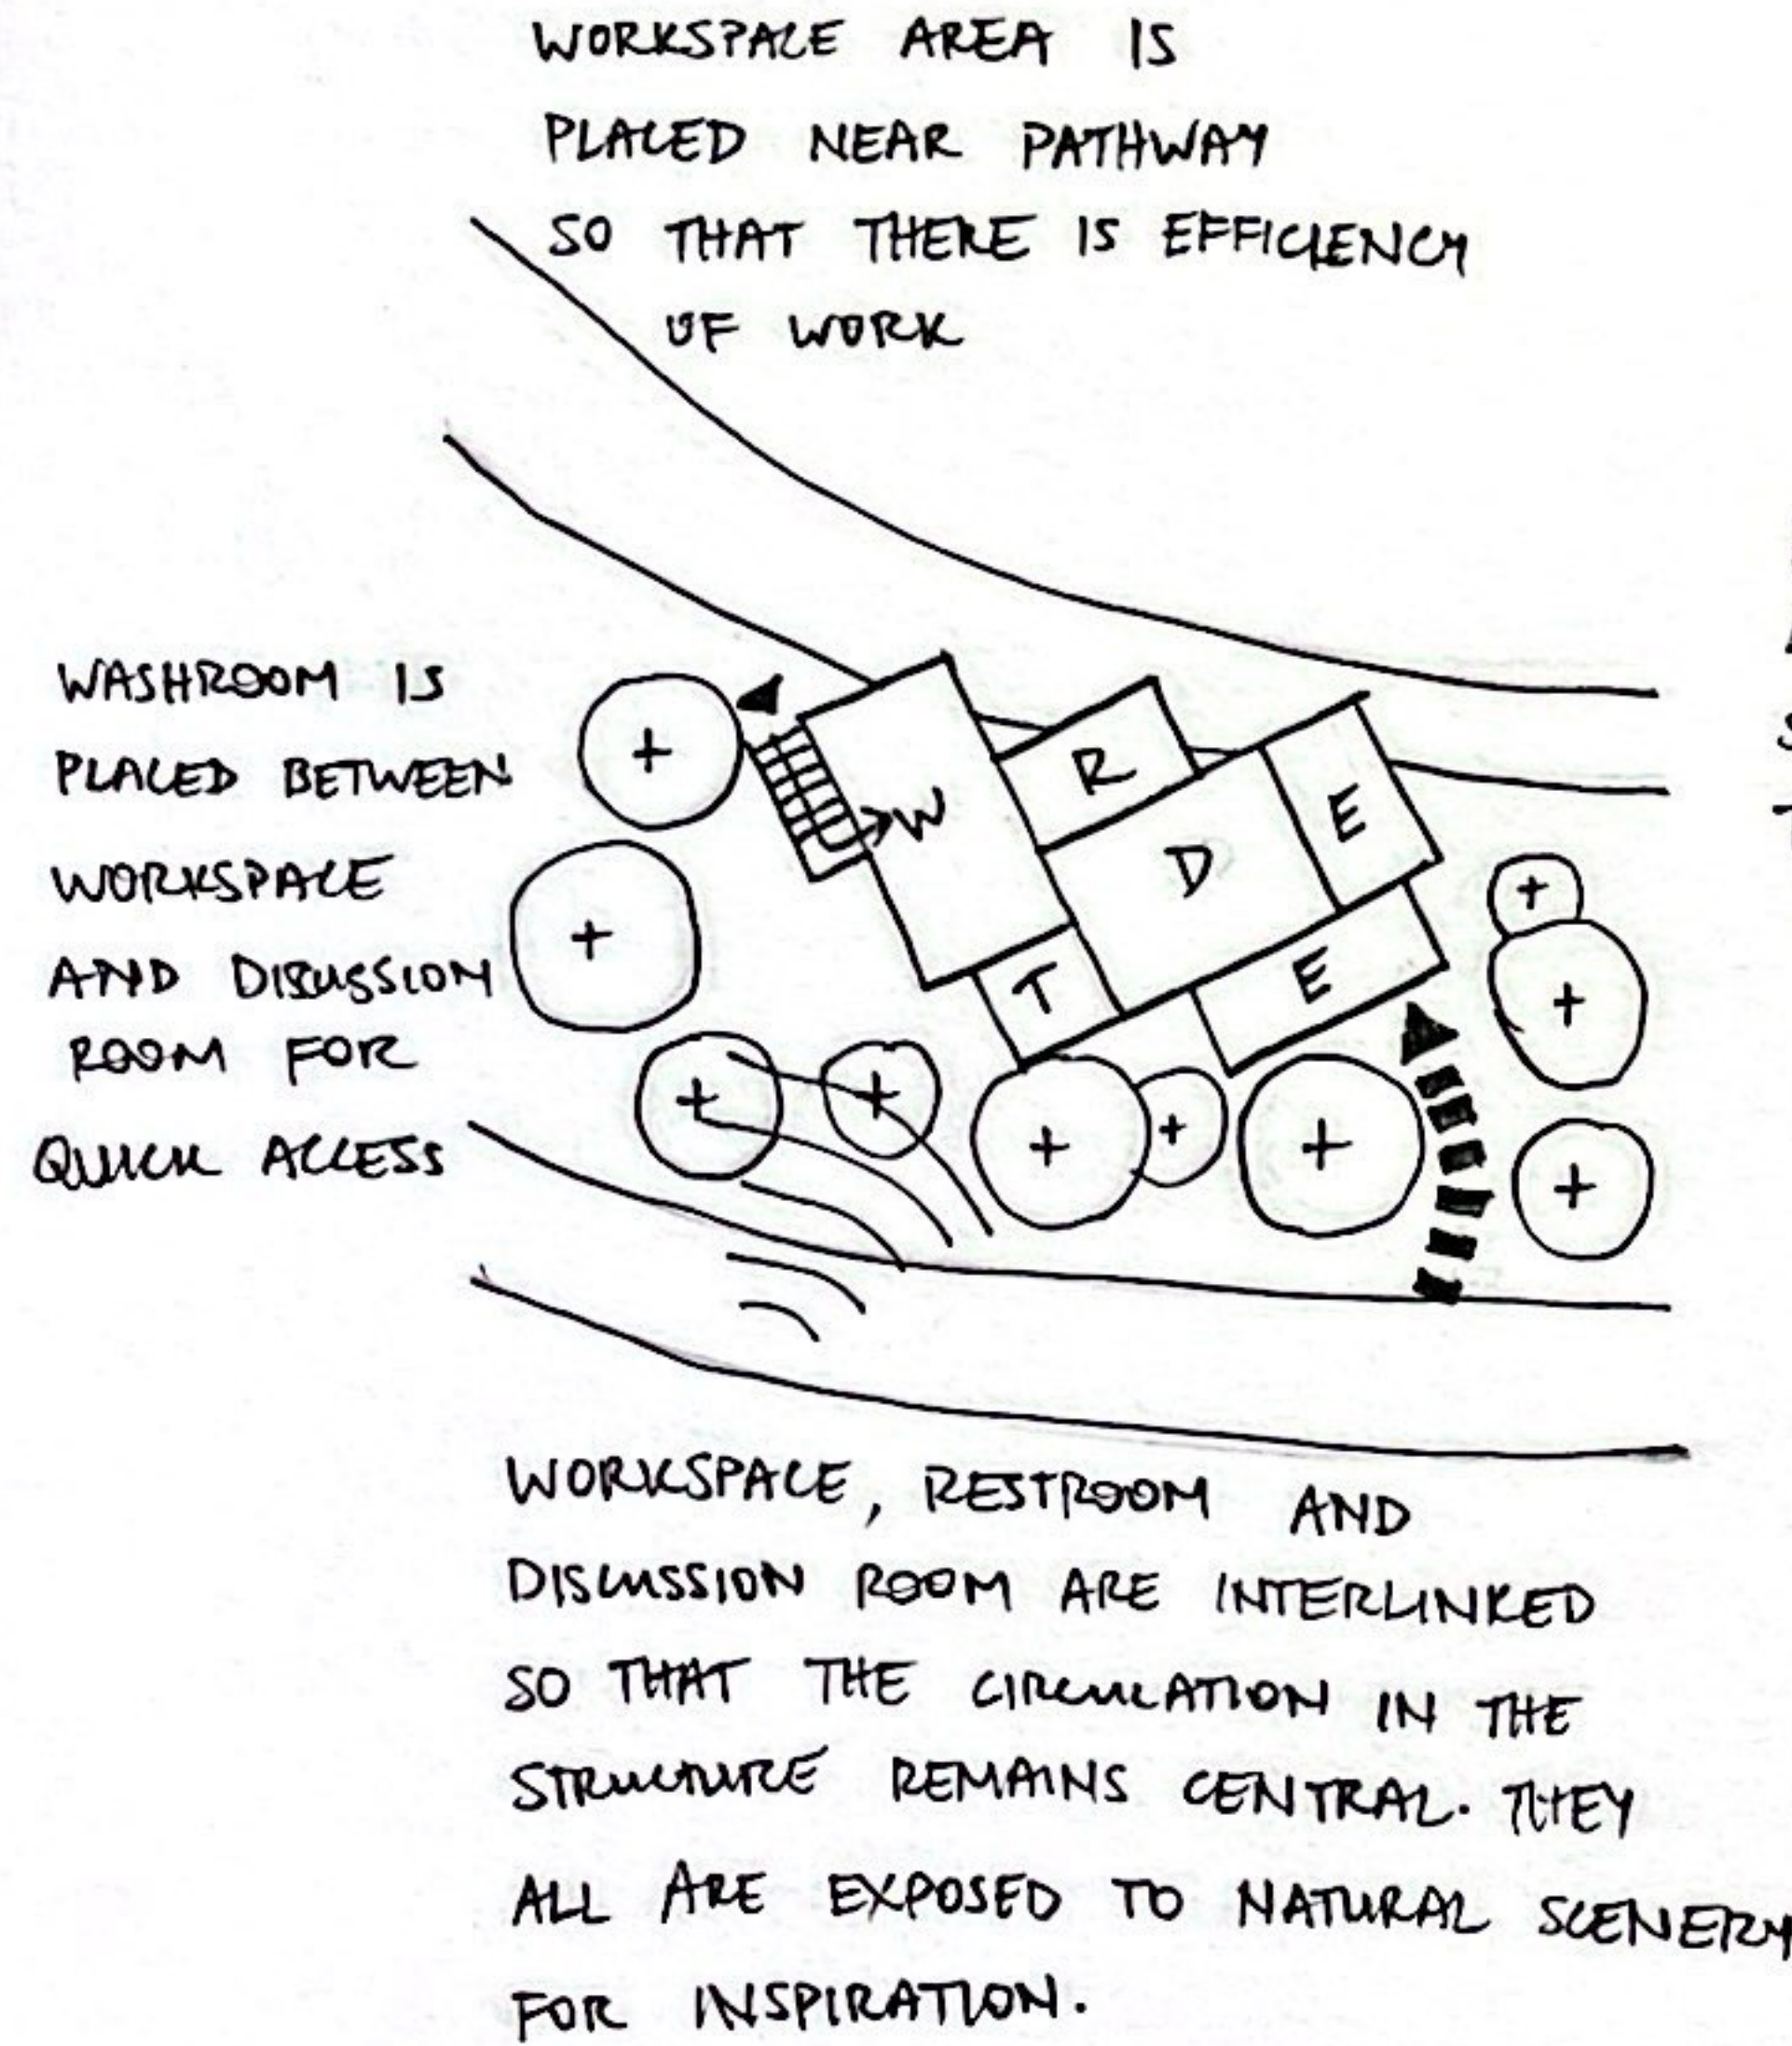 WORKSPACE AREA IS
PLACED NEAR PATHWAY
SO THAT THERE IS EFFICIENCY
OF WORK
WASHROOM IS
PLACED BETWEEN
WORKSPACE
AND DISCUSSION
ROOM FOR
QUICK ACCESS
R
E
W
D
T
E
WORKSPACE, RESTROOM AND
DISCUSSION ROOM ARE INTERLINKED
SO THAT THE CIRCULATION IN THE
STRUCTURE REMAINS CENTRAL. THEY
ALL ARE EXPOSED TO NATURAL SCENERY
FOR INSPIRATION.